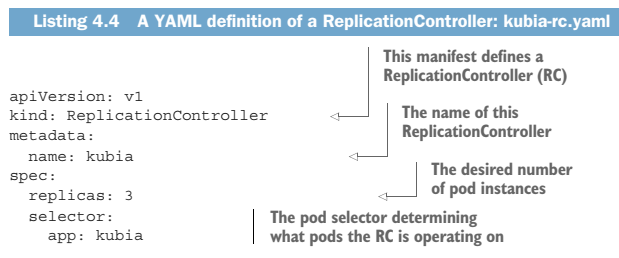 Listing 4.4 A YAML definition of a ReplicationController: kubia-rc.yaml
This manifest defines a
ReplicationController (RC)
apiVersion: v1
kind: ReplicationController
The name of this
ReplicationController
metadata:
  name: kubia
The desired number
of pod instances
spec:
  replicas: 3
  selector:
    app: kubia
The pod selector determining
what pods the RC is operating on